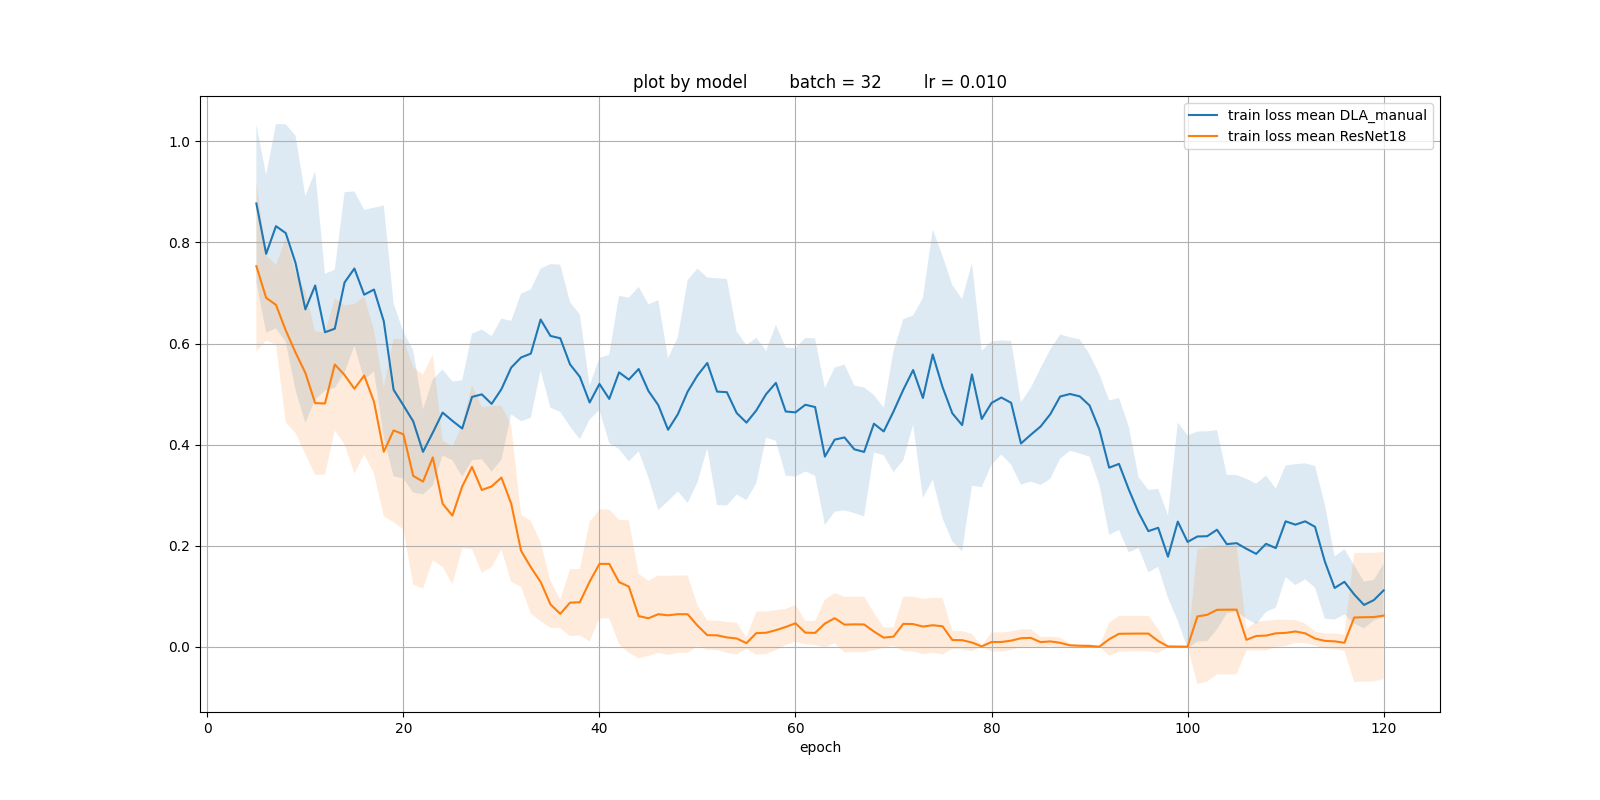 plot by model batch = 32 lr = 0.010
train loss mean DLA_manual
train loss mean ResNet18
1.0
0.8
0.6
0.4
0.2
0.0
0 20 40 60 80 100 120
epoch